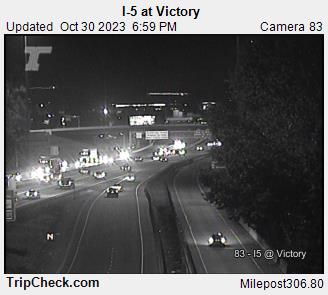 I-5 at Victory
Updated Oct 30 2023 6:59 PM Camera 83
N
83 - I5 @ Victory
TripCheck.com Milepost306.80